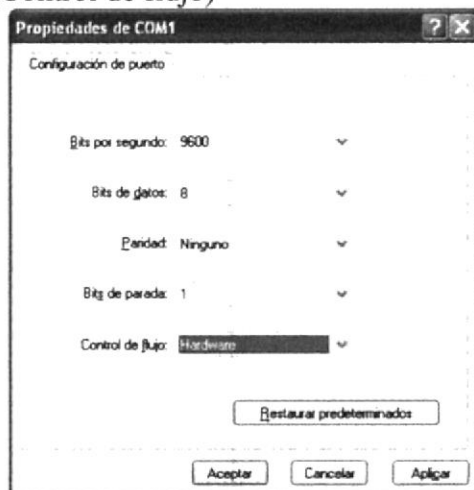 Control de flujo)
Propiedades de COM1
Configuración de puerto
Bits por segundo: 9600
Bits de datos: 8
Paridad: Ninguno
Bits de parada: 1
Control de flujo: Hardware
Restaurar predeterminados
Aceptar Cancelar Aplicar